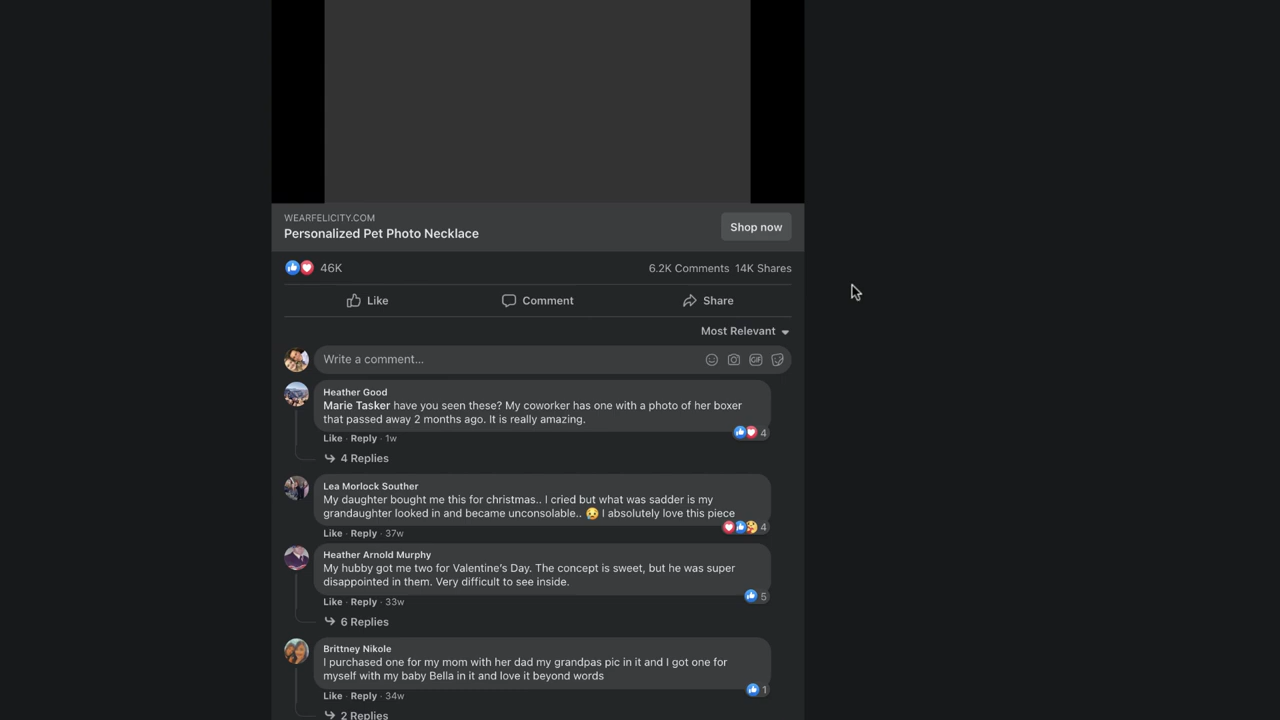 WEARFELICITY.COM
Personalized Pet Photo Necklace
Shop now
46K
6.2K Comments 14K Shares
Like
Comment
Share
Most Relevant
Write a comment...
GIF
Heather Good
Marie Tasker have you seen these? My coworker has one with a photo of her boxer
that passed away 2 months ago. It is really amazing.
4
Like · Reply · 1w
4 Replies
Lea Morlock Souther
My daughter bought me this for christmas.. I cried but what was sadder is my
grandaughter looked in and became unconsolable.. 😥 I absolutely love this piece
4
Like · Reply · 37w
Heather Arnold Murphy
My hubby got me two for Valentine's Day. The concept is sweet, but he was super
disappointed in them. Very difficult to see inside.
5
Like · Reply · 33w
6 Replies
Brittney Nikole
I purchased one for my mom with her dad my grandpas pic in it and I got one for
myself with my baby Bella in it and love it beyond words
1
Like · Reply · 34w
2 Replies